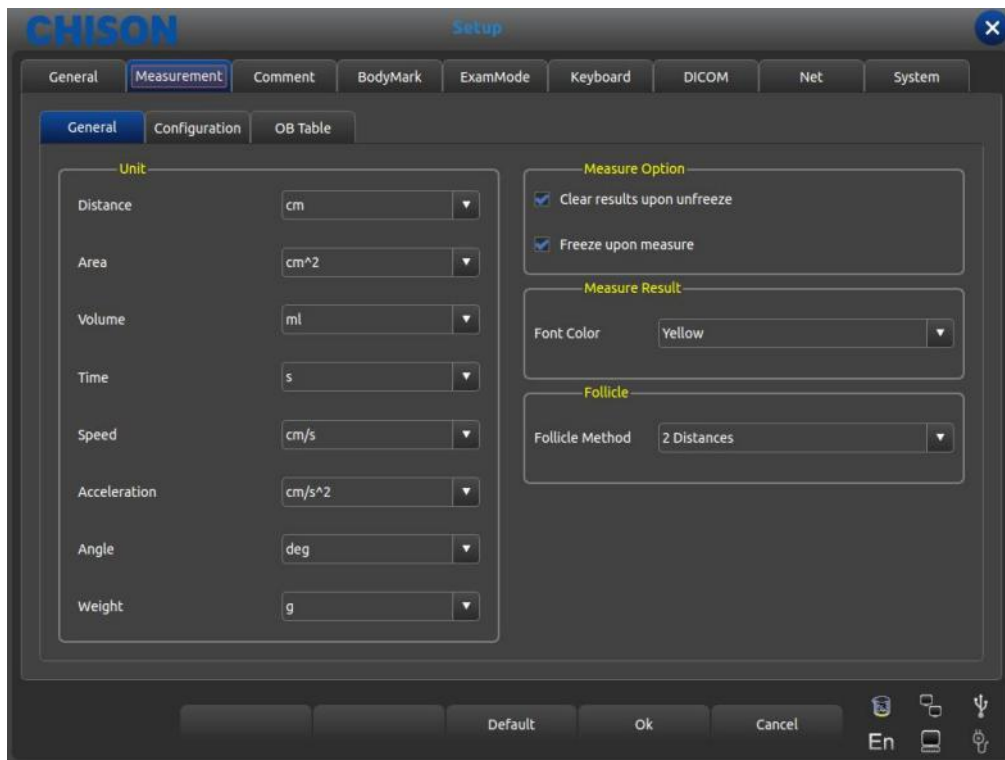 CHISON
Setup
General Measurement Comment BodyMark ExamMode Keyboard DICOM Net System
General Configuration OB Table
Unit
Distance cm
Area cm^2
Volume ml
Time s
Speed cm/s
Acceleration cm/s^2
Angle deg
Weight g
Measure Option
Clear results upon unfreeze
Freeze upon measure
Measure Result
Font Color Yellow
Follicle
Follicle Method 2 Distances
Default Ok Cancel
En